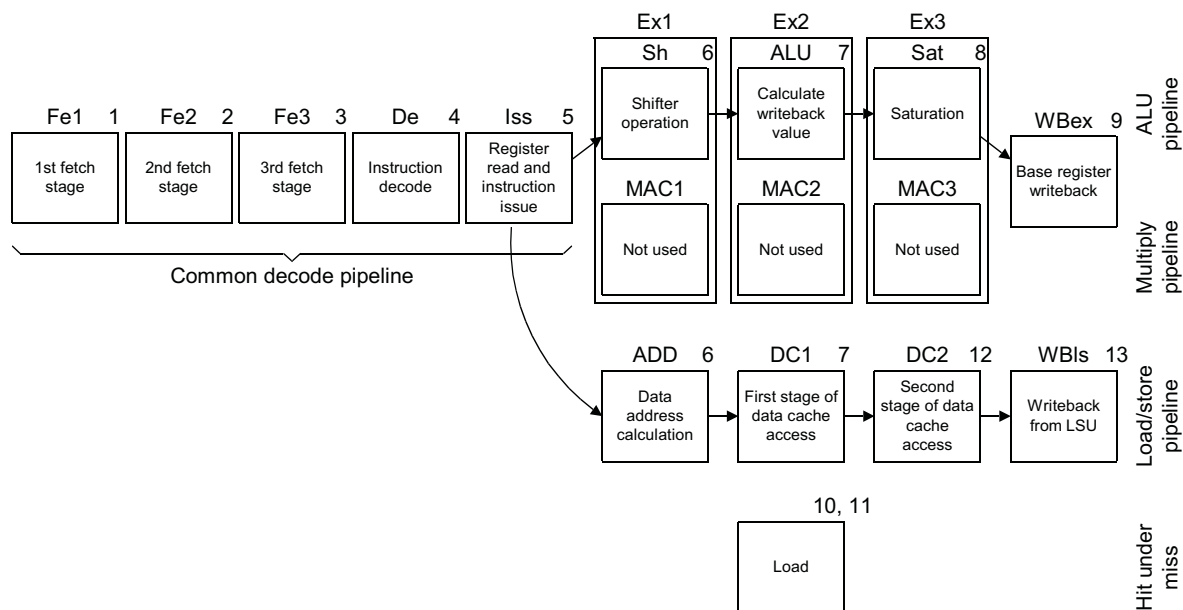 Ex1 Ex2 Ex3
Sh 6 ALU 7 Sat 8
Fe1 1 Fe2 2 Fe3 3 De 4 Iss 5
WBex 9
1st fetch
stage
2nd fetch
stage
3rd fetch
stage
Instruction
decode
Register
read and
instruction
issue
Shifter
operation
Calculate
writeback
value
Saturation
Base register
writeback
ALU
pipeline
MAC1 MAC2 MAC3
Not used Not used Not used
Multiply
pipeline
Common decode pipeline
ADD 6 DC1 7 DC2 12 WBls 13
Data
address
calculation
First stage of
data cache
access
Second
stage of data
cache
access
Writeback
from LSU
Load/store
pipeline
10, 11
Load
Hit under
miss